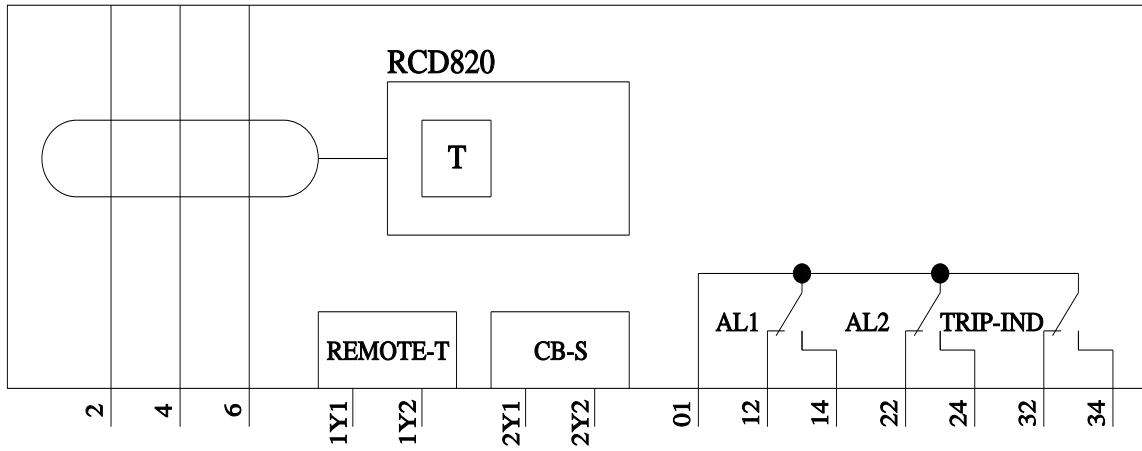 RCD820
T
AL1
AL2
TRIP-IND
REMOTE-T
CB-S
2
4
6
1Y1
1Y2
2Y1
2Y2
01
12
14
22
24
32
34